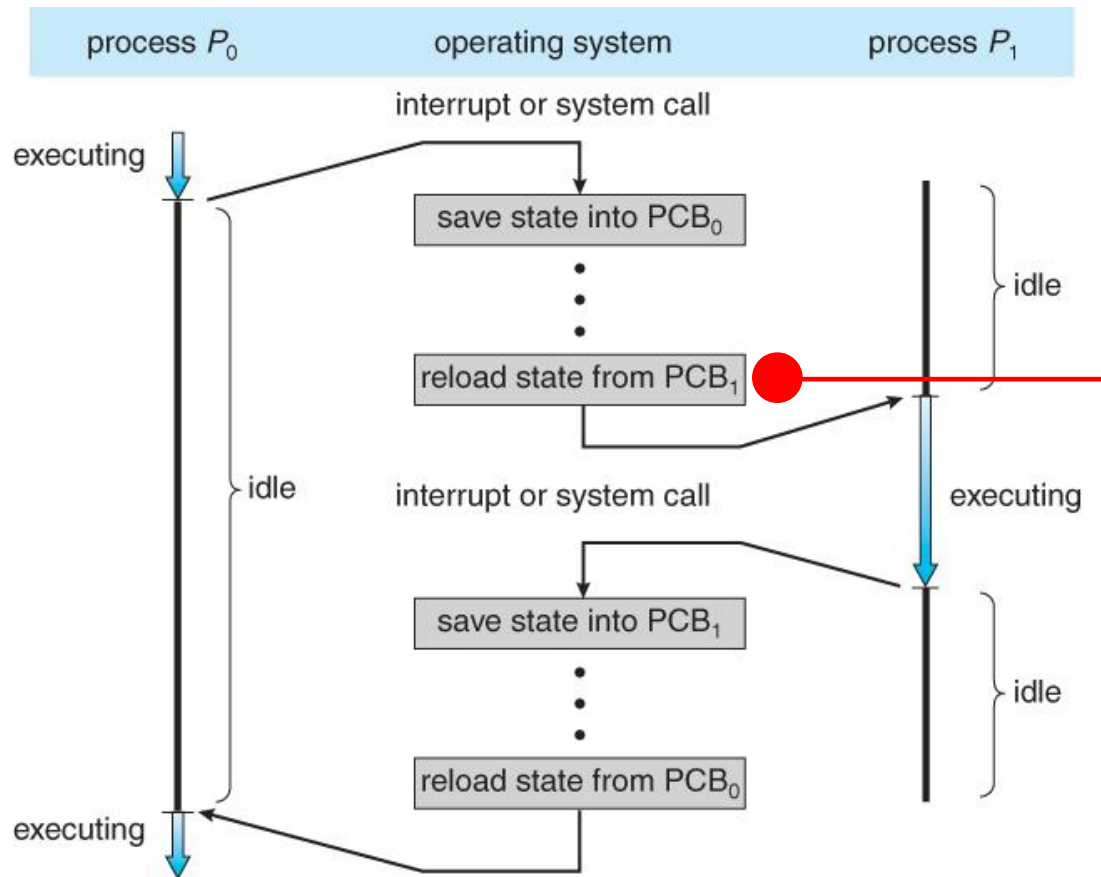 process P₀ operating system process P₁
interrupt or system call
executing
save state into PCB₀
idle
reload state from PCB₁
idle
interrupt or system call
executing
save state into PCB₁
idle
reload state from PCB₀
executing